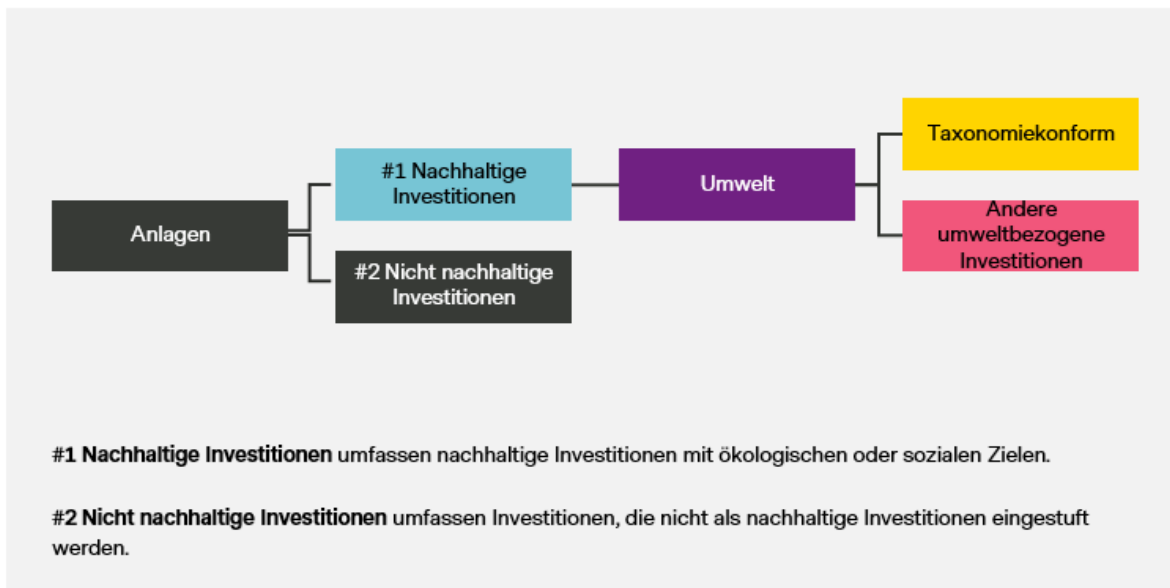 Taxonomiekonform
#1 Nachhaltige
Investitionen
Umwelt
Anlagen
Andere
umweltbezogene
Investitionen
#2 Nicht nachhaltige
Investitionen
#1 Nachhaltige Investitionen umfassen nachhaltige Investitionen mit ökologischen oder sozialen Zielen.
#2 Nicht nachhaltige Investitionen umfassen Investitionen, die nicht als nachhaltige Investitionen eingestuft
werden.